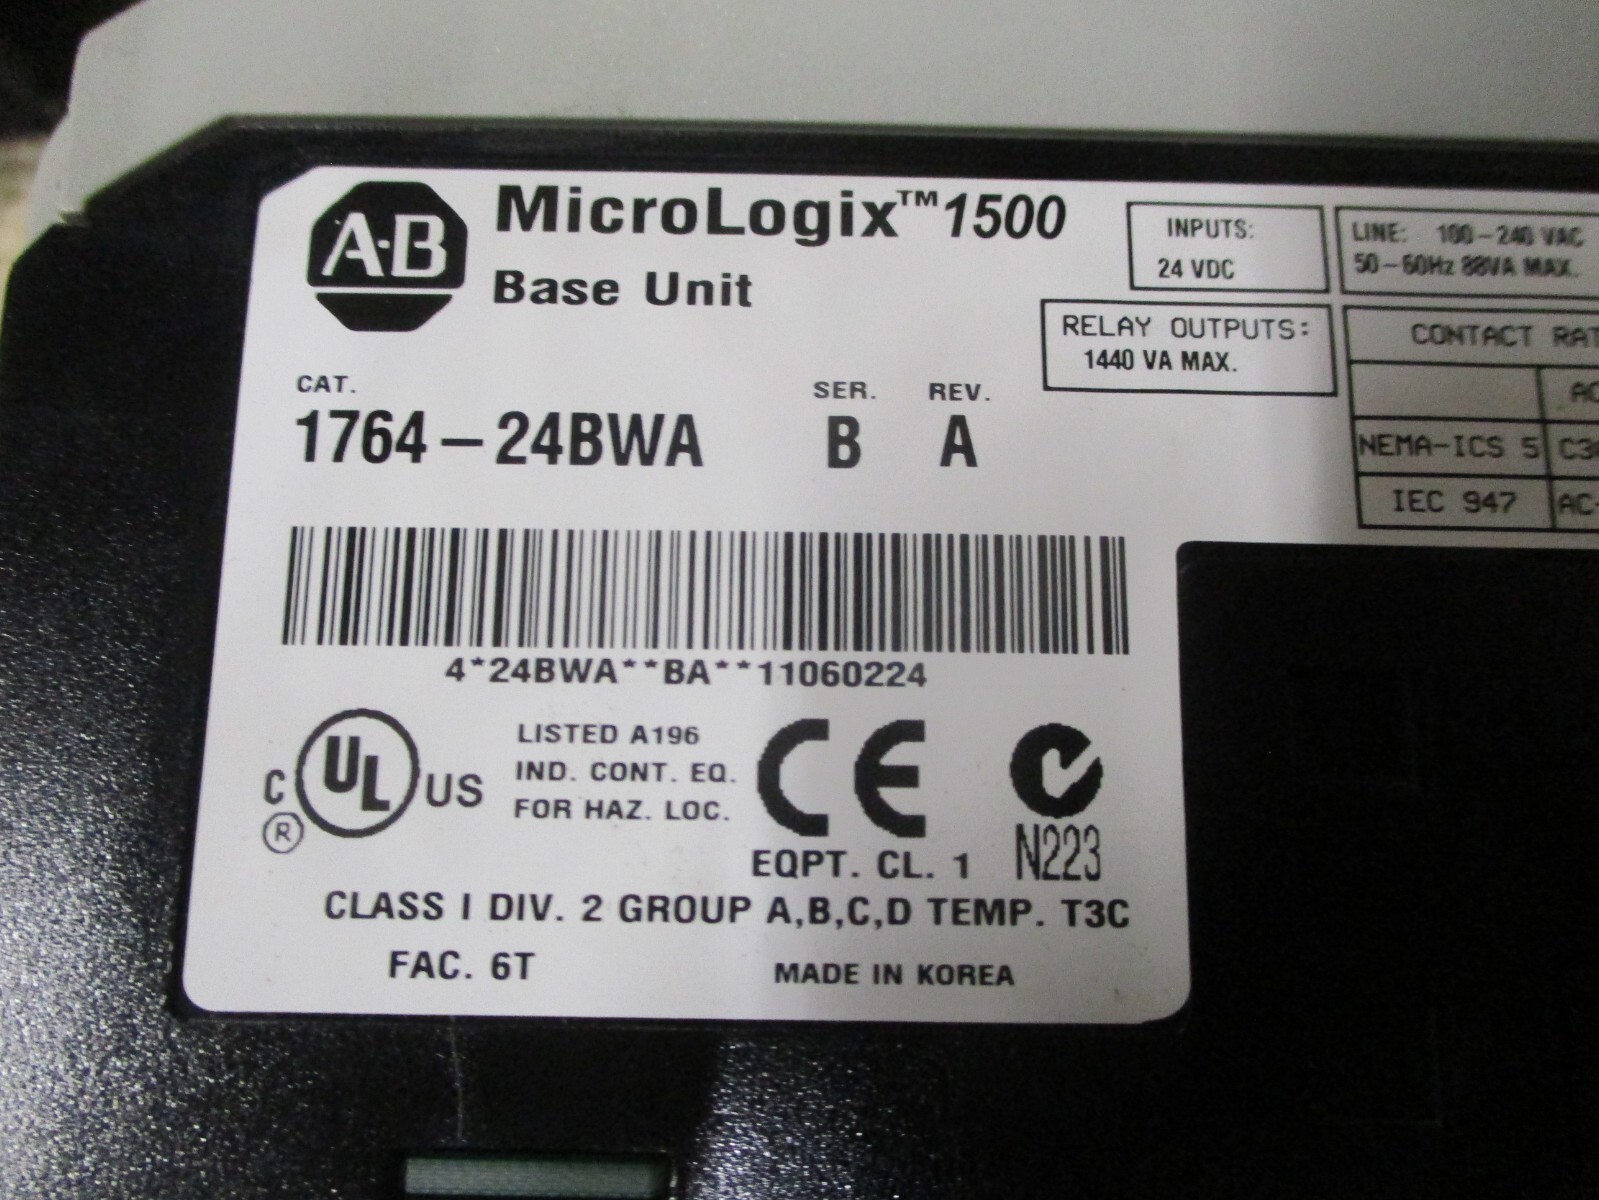 A-B
MicroLogix™ 1500
Base Unit
INPUTS:
24 VDC
LINE: 100-240 VAC
50-60Hz 88VA MAX.
RELAY OUTPUTS:
1440 VA MAX.
CONTACT
NEMA-ICS 5
IEC 947
CAT.
1764-24BWA
SER.
B
REV.
A
4*24BWA**BA**11060224
C UL US
®
LISTED A196
IND. CONT. EQ.
FOR HAZ. LOC.
CE
N223
EQPT. CL. 1
CLASS I DIV. 2 GROUP A,B,C,D TEMP. T3C
FAC. 6T
MADE IN KOREA